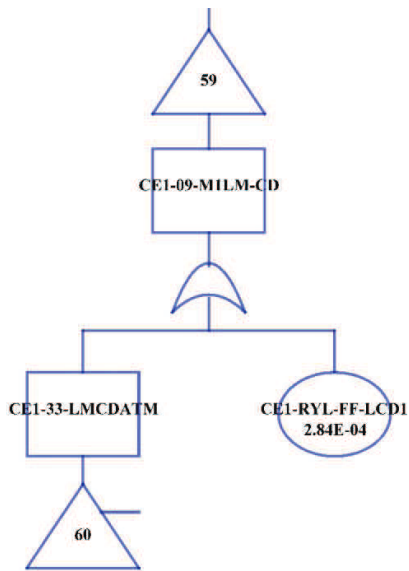 59
CE1-09-M1LM-CD
CE1-33-LMCDATM
CE1-RYL-FF-LCD1
2.84E-04
60